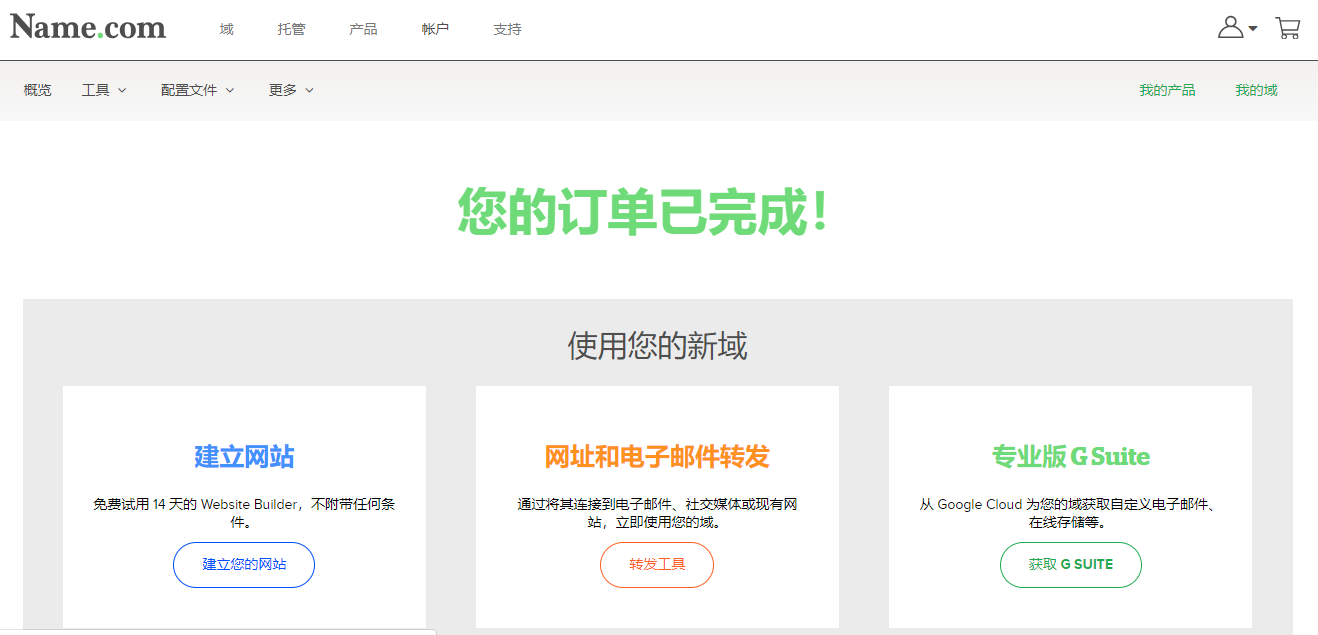 Name.com 域 托管 产品 帐户 支持
概览 工具 配置文件 更多 我的产品 我的域
您的订单已完成！
使用您的新域
建立网站
免费试用 14 天的 Website Builder，不附带任何条
件。
建立您的网站
网址和电子邮件转发
通过将其连接到电子邮件、社交媒体或现有网
站，立即使用您的域。
转发工具
专业版 G Suite
从 Google Cloud 为您的域获取自定义电子邮件、
在线存储等。
获取 G SUITE